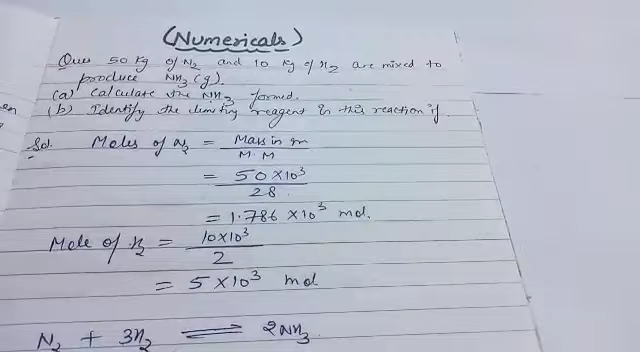 (Numericals)
Ques 50 kg of N₂ and 10 kg of H₂ are mixed to
produce NH₃(g).
(a) Calculate the NH₃ formed.
(b) Identify the limiting reagent in this reaction if.
Sol. Moles of N₂ = Mass in m
M.M
= 50×10³
28
= 1.786 ×10³ mol.
Mole of H₂ = 10×10³
2
= 5×10³ mol
N₂ + 3H₂ ⇌ 2NH₃.